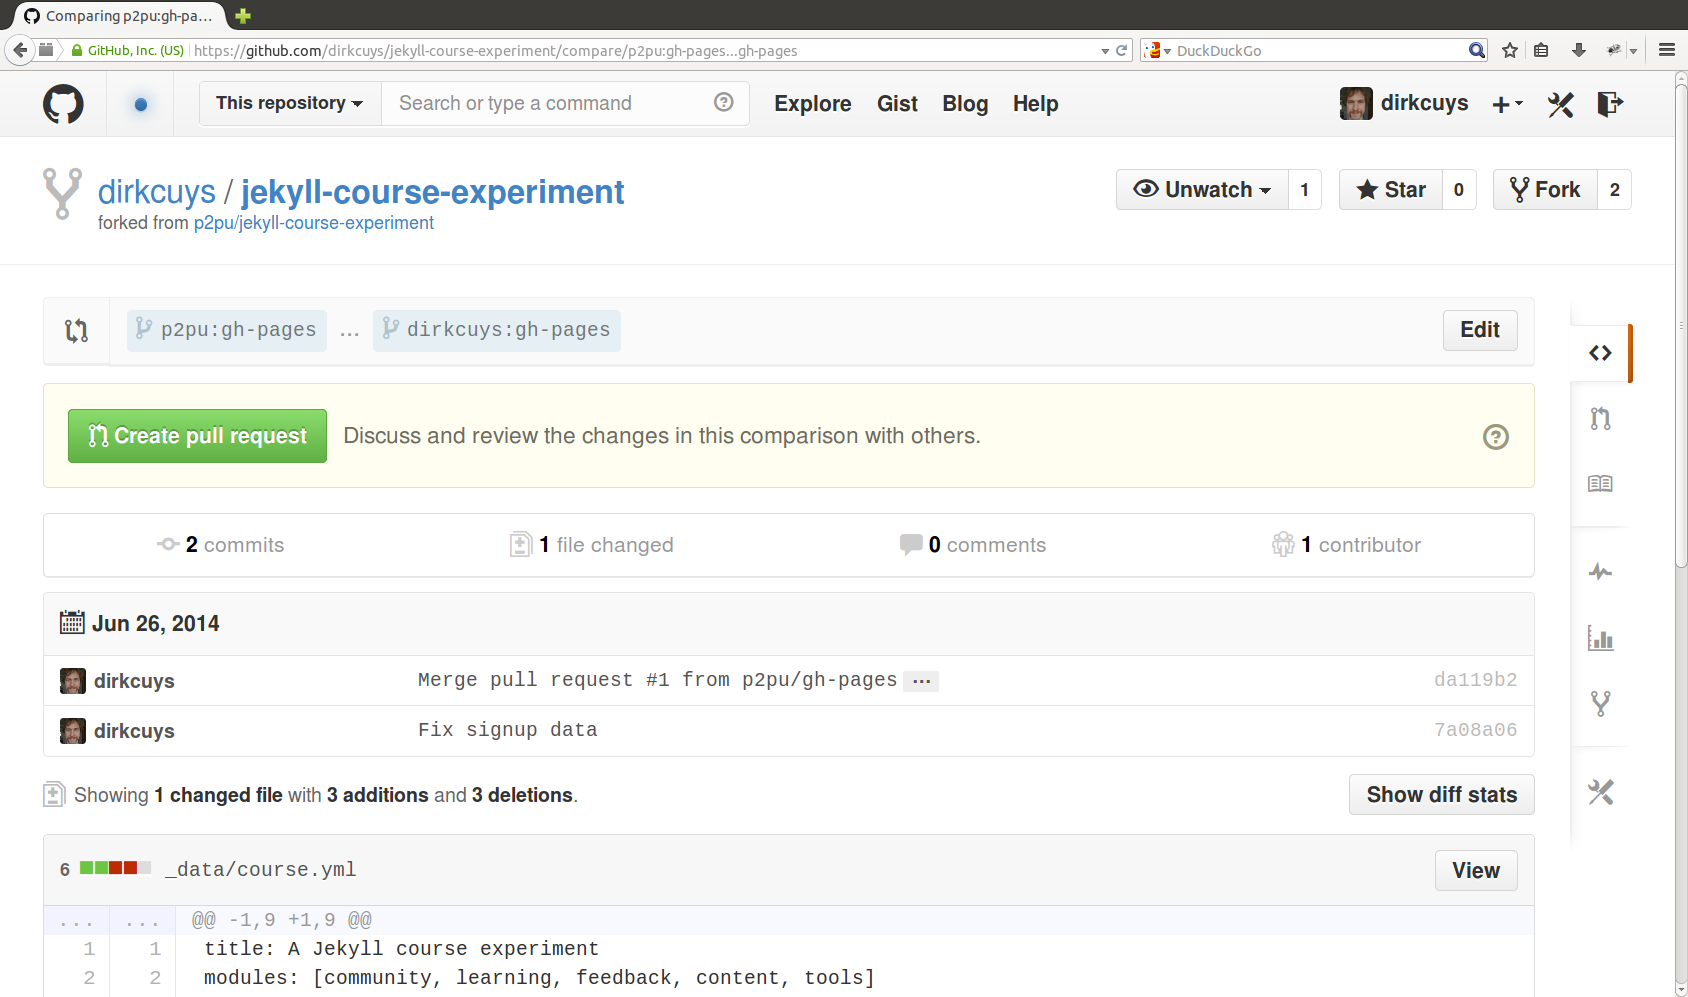 Comparing p2pu:gh-pa...
GitHub, Inc. (US) https://github.com/dirkcuys/jekyll-course-experiment/compare/p2pu:gh-pages...gh-pages DuckDuckGo
This repository Search or type a command Explore Gist Blog Help dirkcuys
dirkcuys / jekyll-course-experiment Unwatch 1 Star 0 Fork 2
forked from p2pu/jekyll-course-experiment
p2pu:gh-pages ... dirkcuys:gh-pages Edit
Create pull request Discuss and review the changes in this comparison with others.
2 commits 1 file changed 0 comments 1 contributor
Jun 26, 2014
dirkcuys Merge pull request #1 from p2pu/gh-pages ... da119b2
dirkcuys Fix signup data 7a08a06
Showing 1 changed file with 3 additions and 3 deletions. Show diff stats
6 _data/course.yml View
... ... @@ -1,9 +1,9 @@
1 1 title: A Jekyll course experiment
2 2 modules: [community, learning, feedback, content, tools]